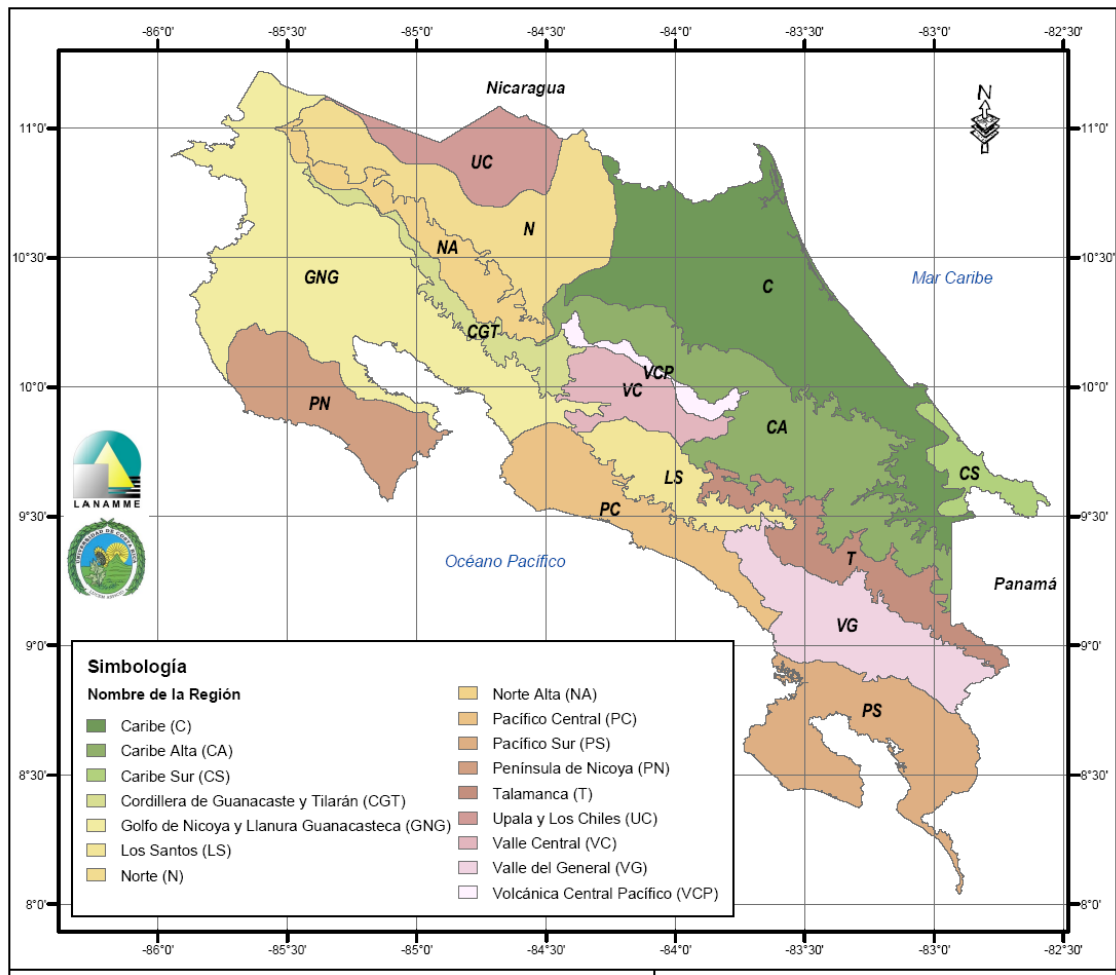 -86°0' -85°30' -85°0' -84°30' -84°0' -83°30' -83°0' -82°30'
Nicaragua
N
11°0' 11°0'
UC
N
NA
10°30' 10°30'
Mar Caribe
GNG
C
CGT
VCP
10°0' VC 10°0'
PN
CA
LANAMME
LS
CS
PC
9°30' 9°30'
UNIVERSIDAD DE COSTA RICA
Océano Pacífico
T
Panamá
VG
9°0' 9°0'
PS
Simbología
Nombre de la Región
Caribe (C)
Caribe Alta (CA)
Caribe Sur (CS)
Cordillera de Guanacaste y Tilarán (CGT)
Golfo de Nicoya y Llanura Guanacasteca (GNG)
Los Santos (LS)
Norte (N)
Norte Alta (NA)
Pacífico Central (PC)
Pacífico Sur (PS)
Península de Nicoya (PN)
Talamanca (T)
Upala y Los Chiles (UC)
Valle Central (VC)
Valle del General (VG)
Volcánica Central Pacífico (VCP)
8°30' 8°30'
8°0' 8°0'
-86°0' -85°30' -85°0' -84°30' -84°0' -83°30' -83°0' -82°30'